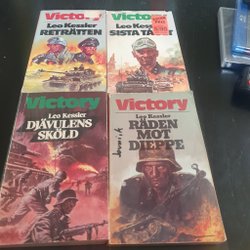 Victory
Leo Kessler
RETRÄTTEN
Victory
Leo Kessler
SISTA
Victory
Leo Kessler
DJÄVULENS
SKÖLD
Victory
Leo Kessler
RÄDEN
MOT
DIEPPE